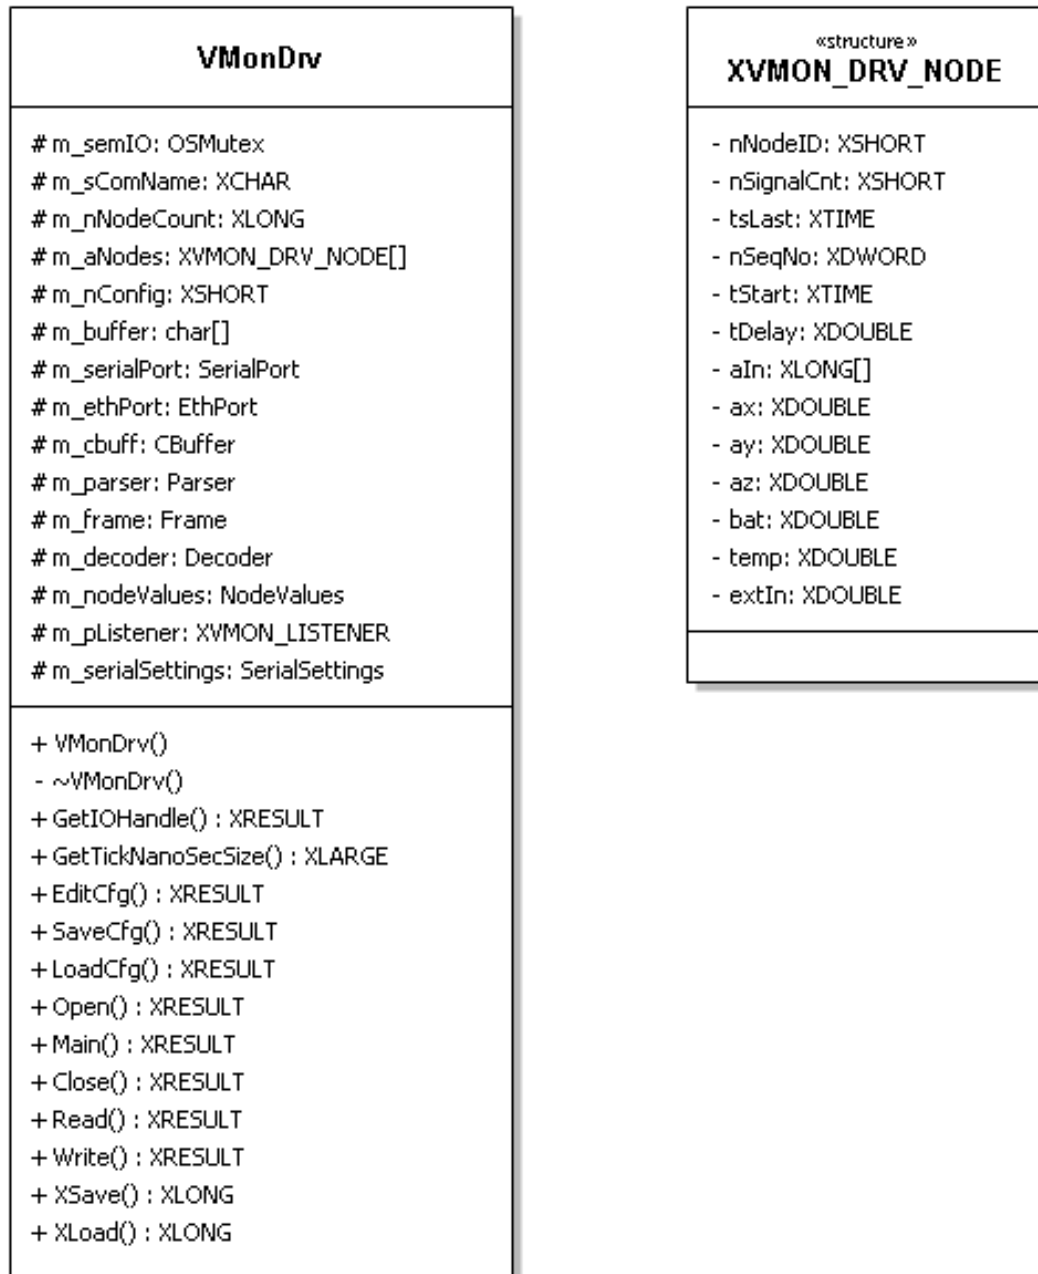 VMonDrv
# m_semIO: OSMutex
# m_sComName: XCHAR
# m_nNodeCount: XLONG
# m_aNodes: XVMON_DRV_NODE[]
# m_nConfig: XSHORT
# m_buffer: char[]
# m_serialPort: SerialPort
# m_ethPort: EthPort
# m_cbuff: CBuffer
# m_parser: Parser
# m_frame: Frame
# m_decoder: Decoder
# m_nodeValues: NodeValues
# m_pListener: XVMON_LISTENER
# m_serialSettings: SerialSettings
+ VMonDrv()
- ~VMonDrv()
+ GetIOHandle() : XRESULT
+ GetTickNanoSecSize() : XLARGE
+ EditCfg() : XRESULT
+ SaveCfg() : XRESULT
+ LoadCfg() : XRESULT
+ Open() : XRESULT
+ Main() : XRESULT
+ Close() : XRESULT
+ Read() : XRESULT
+ Write() : XRESULT
+ XSave() : XLONG
+ XLoad() : XLONG
«structure»
XVMON_DRV_NODE
- nNodeID: XSHORT
- nSignalCnt: XSHORT
- tsLast: XTIME
- nSeqNo: XDWORD
- tStart: XTIME
- tDelay: XDOUBLE
- aIn: XLONG[]
- ax: XDOUBLE
- ay: XDOUBLE
- az: XDOUBLE
- bat: XDOUBLE
- temp: XDOUBLE
- extIn: XDOUBLE